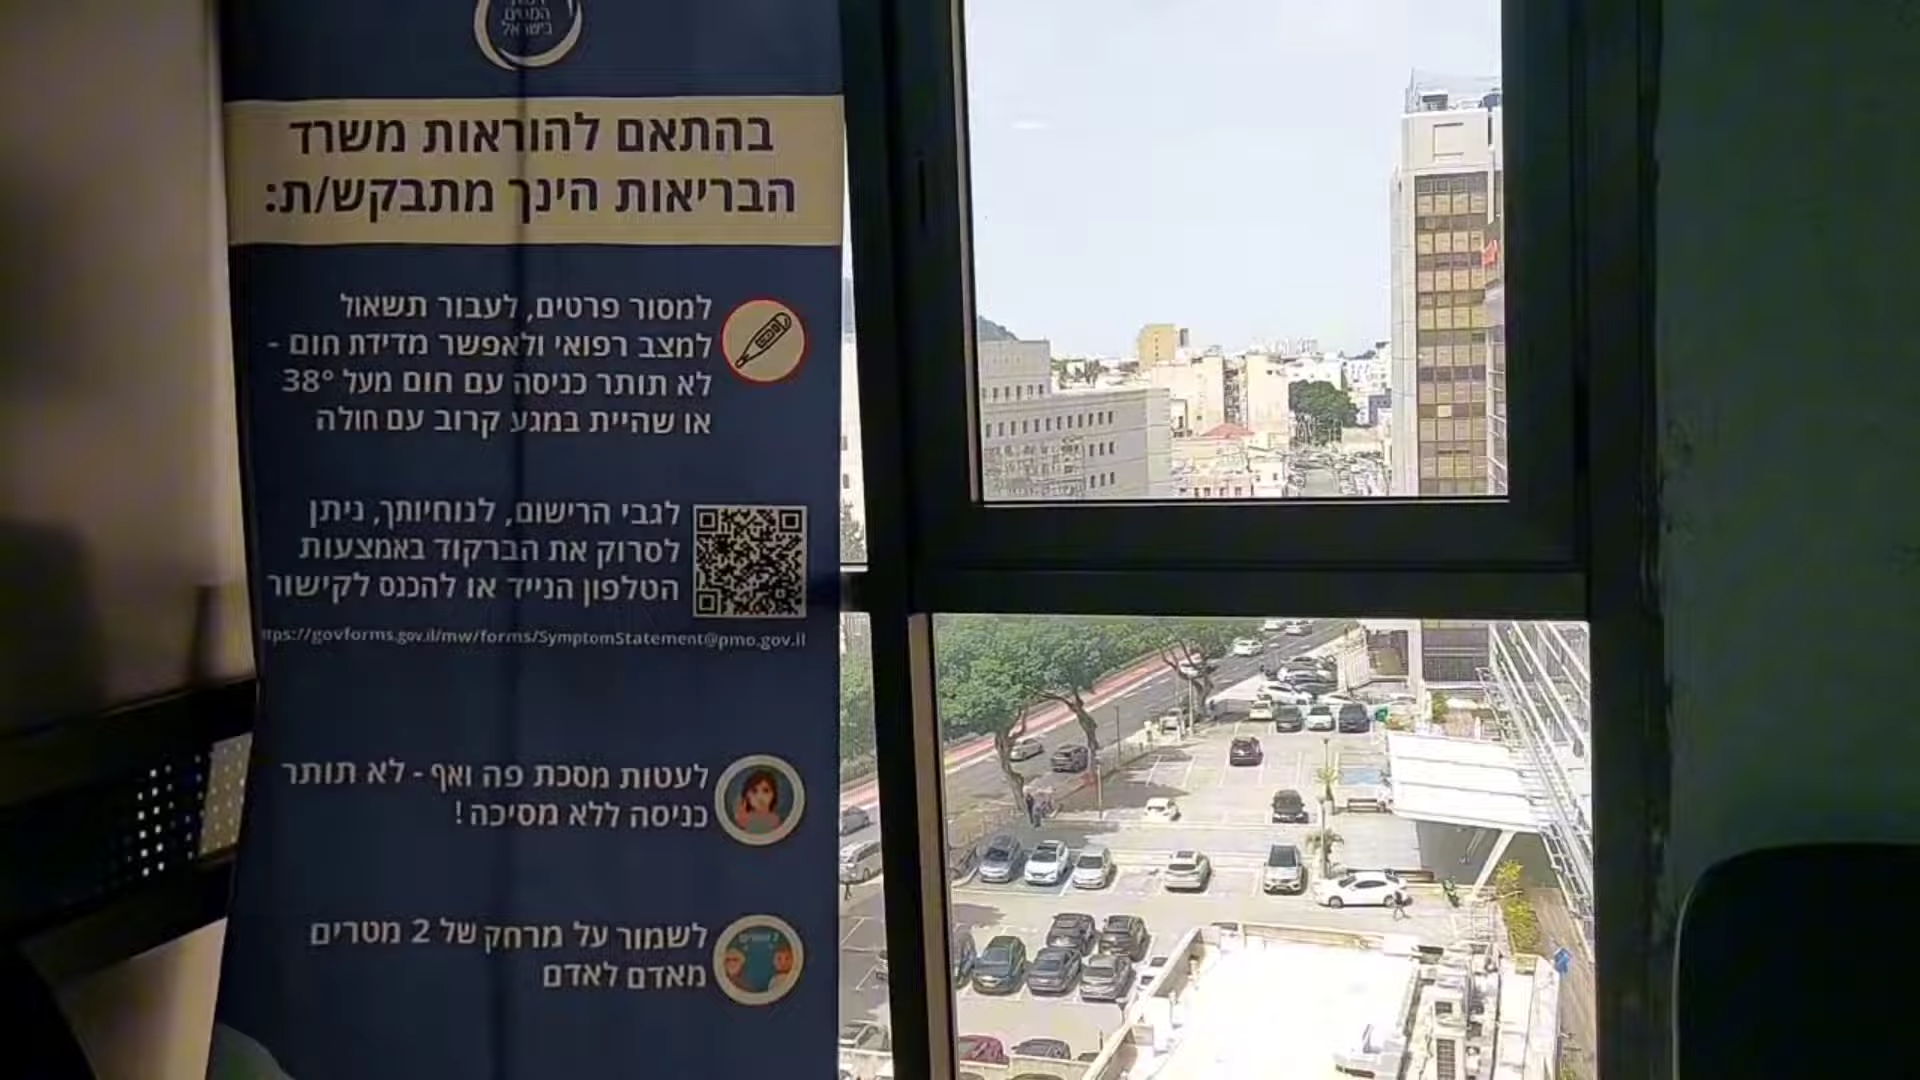 המטים
בישראל
בהתאם להוראות משרד
הבריאות הינך מתבקש/ת:
למסור פרטים, לעבור תשאול
למצב רפואי ולאפשר מדידת חום -
לא תותר כניסה עם חום מעל 38°
או שהיית במגע קרוב עם חולה
לגבי הרישום, לנוחיותך, ניתן
לסרוק את הברקוד באמצעות
הטלפון הנייד או להכנס לקישור
ttps://govforms.gov.il/mw/forms/SymptomStatement@pmo.gov.il
לעטות מסכת פה ואף - לא תותר
כניסה ללא מסיכה!
לשמור על מרחק של 2 מטרים
מאדם לאדם